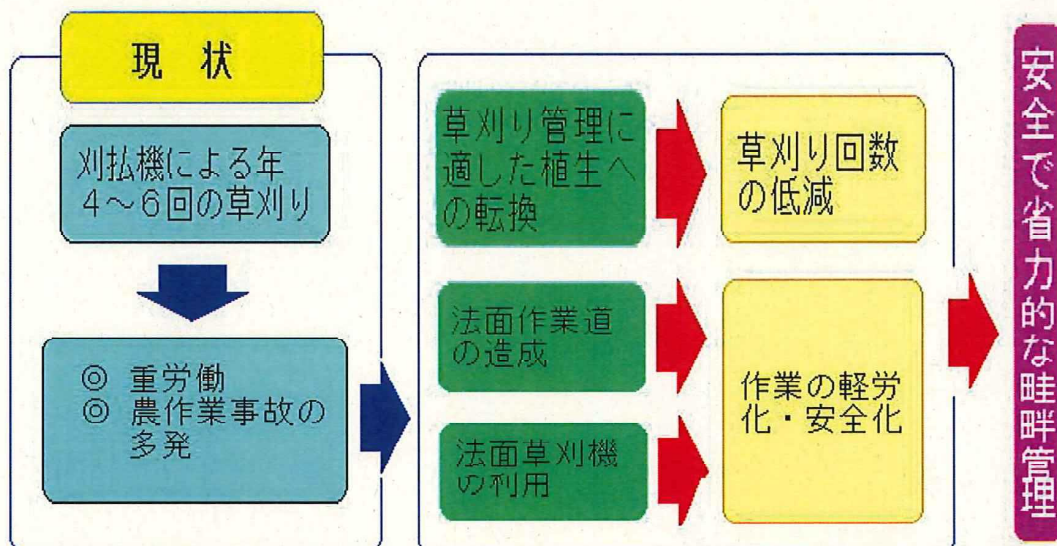 現 状
刈払機による年
４～６回の草刈り
◎ 重労働
◎ 農作業事故の
多発
草刈り管理に
適した植生へ
の転換
草刈り回数
の低減
法面作業道
の造成
法面草刈機
の利用
作業の軽労
化・安全化
安全で省力的な畦畔管理